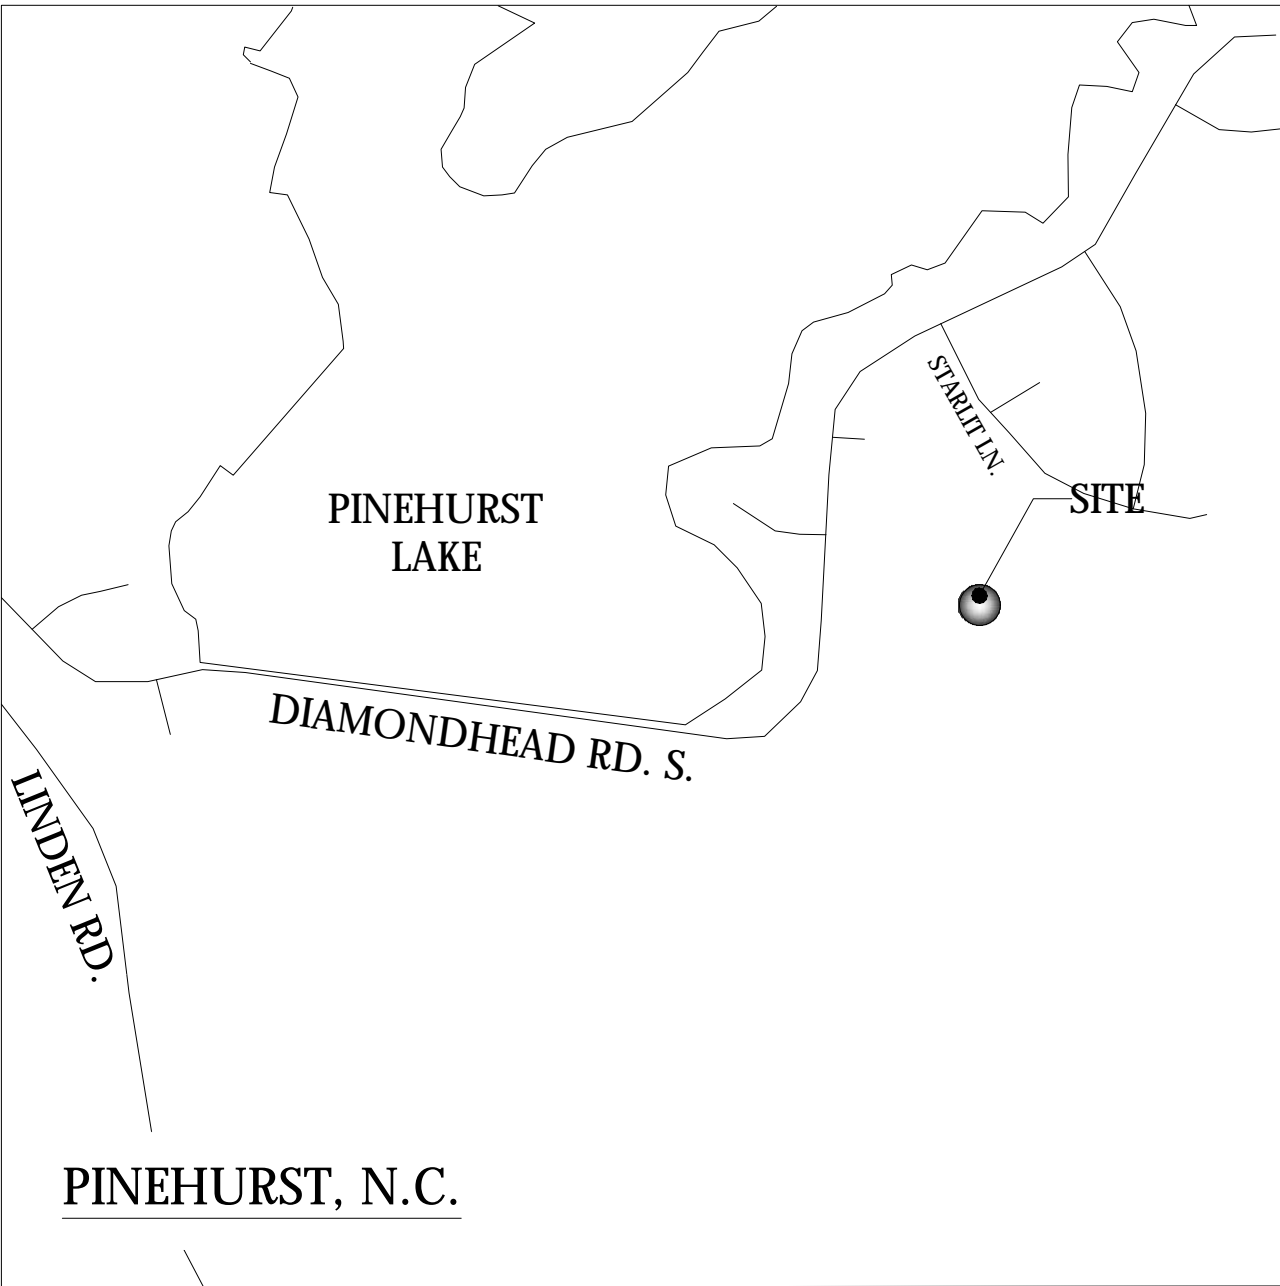 STARLIT LN.
SITE
PINEHURST
LAKE
DIAMONDHEAD RD. S.
LINDEN RD.
PINEHURST, N.C.